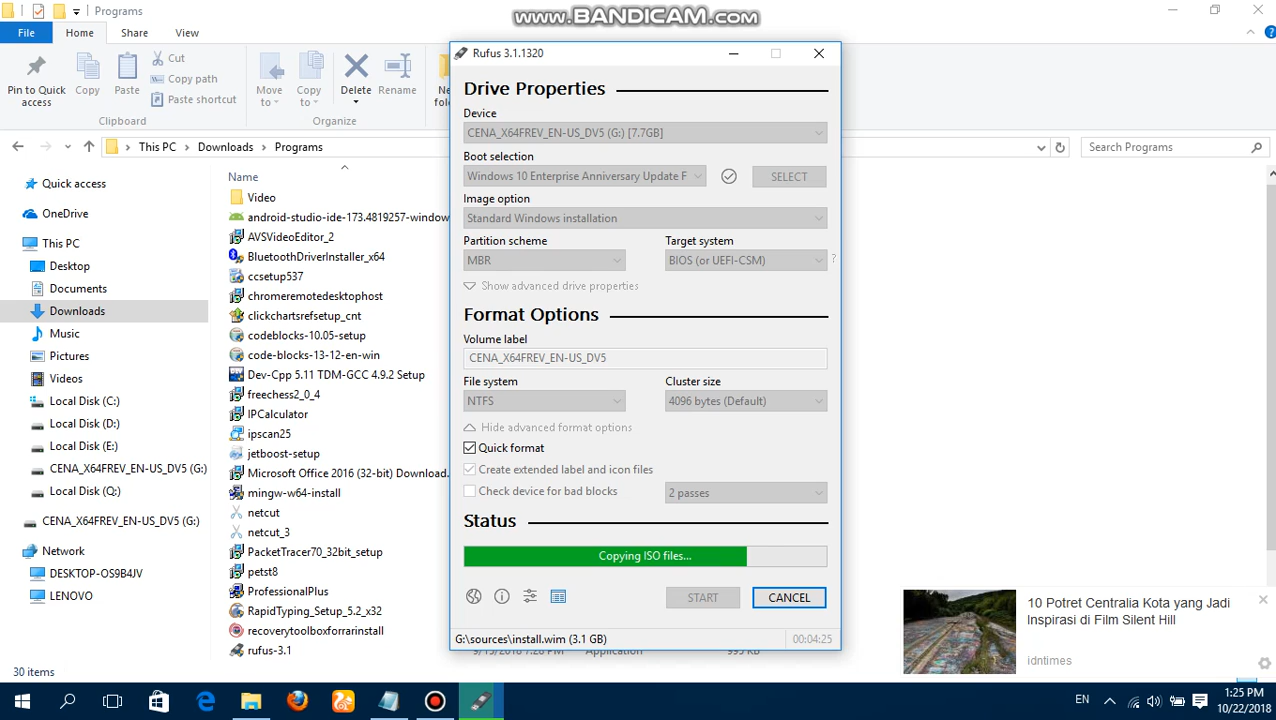 Programs
www.BANDICAM.com
File
Home
Share
View
Pin to Quick access
Copy
Paste
Cut
Copy path
Paste shortcut
Clipboard
Move to
Copy to
Delete
Rename
Organize
This PC
Downloads
Programs
Search Programs
Quick access
OneDrive
This PC
Desktop
Documents
Downloads
Music
Pictures
Videos
Local Disk (C:)
Local Disk (D:)
Local Disk (E:)
CENA_X64FREV_EN-US_DV5 (G:)
Local Disk (Q:)
CENA_X64FREV_EN-US_DV5 (G:)
Network
DESKTOP-OS9B4JV
LENOVO
Name
Video
android-studio-ide-173.4819257-window
AVSVideoEditor_2
BluetoothDriverInstaller_x64
ccsetup537
chromeremotedesktophost
clickchartsrefsetup_cnt
codeblocks-10.05-setup
code-blocks-13-12-en-win
Dev-Cpp 5.11 TDM-GCC 4.9.2 Setup
freechess2_0_4
IPCalculator
ipscan25
jetboost-setup
Microsoft Office 2016 (32-bit) Download.
mingw-w64-install
netcut
netcut_3
PacketTracer70_32bit_setup
petst8
ProfessionalPlus
RapidTyping_Setup_5.2_x32
recoverytoolboxforrarinstall
rufus-3.1
Rufus 3.1.1320
Drive Properties
Device
CENA_X64FREV_EN-US_DV5 (G:) [7.7GB]
Boot selection
Windows 10 Enterprise Anniversary Update F
SELECT
Image option
Standard Windows installation
Partition scheme
Target system
MBR
BIOS (or UEFI-CSM)
?
Show advanced drive properties
Format Options
Volume label
CENA_X64FREV_EN-US_DV5
File system
Cluster size
NTFS
4096 bytes (Default)
Hide advanced format options
Quick format
Create extended label and icon files
Check device for bad blocks
2 passes
Status
Copying ISO files...
START
CANCEL
G:\sources\install.wim (3.1 GB)
00:04:25
10 Potret Centralia Kota yang Jadi
Inspirasi di Film Silent Hill
idntimes
30 items
EN
1:25 PM
10/22/2018